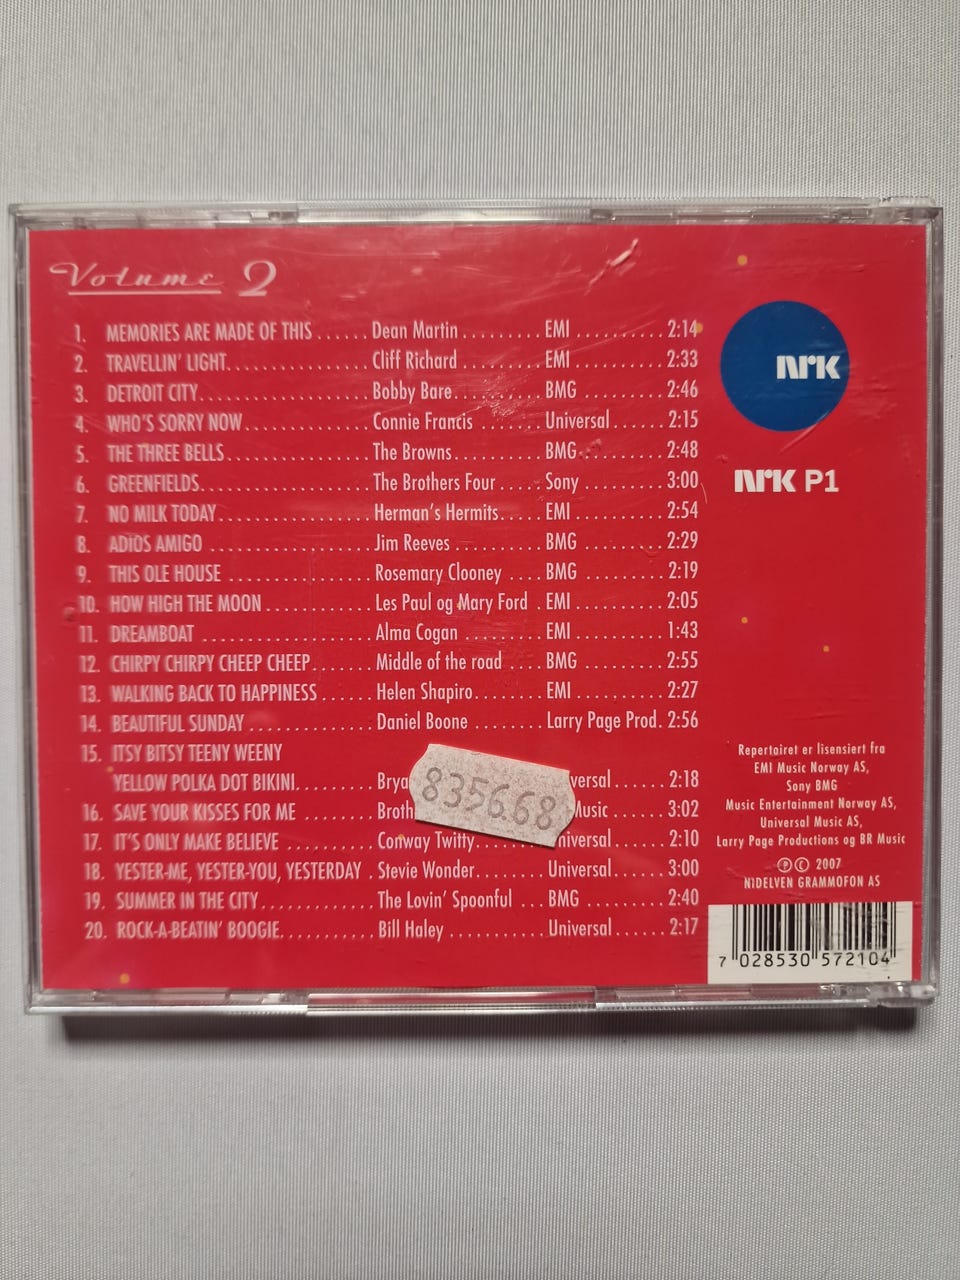 Volume 2
1. MEMORIES ARE MADE OF THIS ...... Dean Martin ......... EMI .......... 2:14
2. TRAVELLIN' LIGHT ............... Cliff Richard ........ EMI .......... 2:33
3. DETROIT CITY ................... Bobby Bare .......... BMG .......... 2:46
4. WHO'S SORRY NOW ............... Connie Francis ....... Universal ...... 2:15
5. THE THREE BELLS ................ The Browns .......... BMG .......... 2:48
6. GREENFIELDS ................... The Brothers Four ..... Sony ......... 3:00
7. NO MILK TODAY ................. Herman's Hermits ..... EMI .......... 2:54
8. ADIOS AMIGO .................. Jim Reeves .......... BMG ......... 2:29
9. THIS OLE HOUSE ................ Rosemary Clooney .... BMG ......... 2:19
10. HOW HIGH THE MOON ............ Les Paul og Mary Ford . EMI .......... 2:05
11. DREAMBOAT .................... Alma Cogan ......... EMI .......... 1:43
12. CHIRPY CHIRPY CHEEP CHEEP ....... Middle of the road .... BMG ......... 2:55
13. WALKING BACK TO HAPPINESS ...... Helen Shapiro ........ EMI .......... 2:27
14. BEAUTIFUL SUNDAY .............. Daniel Boone ........ Larry Page Prod. 2:56
15. ITSY BITSY TEENY WEENY
YELLOW POLKA DOT BIKINI ......... Brya 835668 versal ...... 2:18
16. SAVE YOUR KISSES FOR ME ........ Broth Music ..... 3:02
17. IT'S ONLY MAKE BELIEVE .......... Conway Twitty ........ niversal ...... 2:10
18. YESTER-ME, YESTER-YOU, YESTERDAY . Stevie Wonder ........ Universal ...... 3:00
19. SUMMER IN THE CITY ............. The Lovin' Spoonful ... BMG ......... 2:40
20. ROCK-A-BEATIN' BOOGIE ........... Bill Haley .......... Universal ...... 2:17
NRK
NRK P1
Repertoiret er lisensiert fra
EMI Music Norway AS,
Sony BMG
Music Entertainment Norway AS,
Universal Music AS,
Larry Page Productions og BR Music
Ⓟ © 2007
NIDELVEN GRAMMOFON AS
7 028530 572104